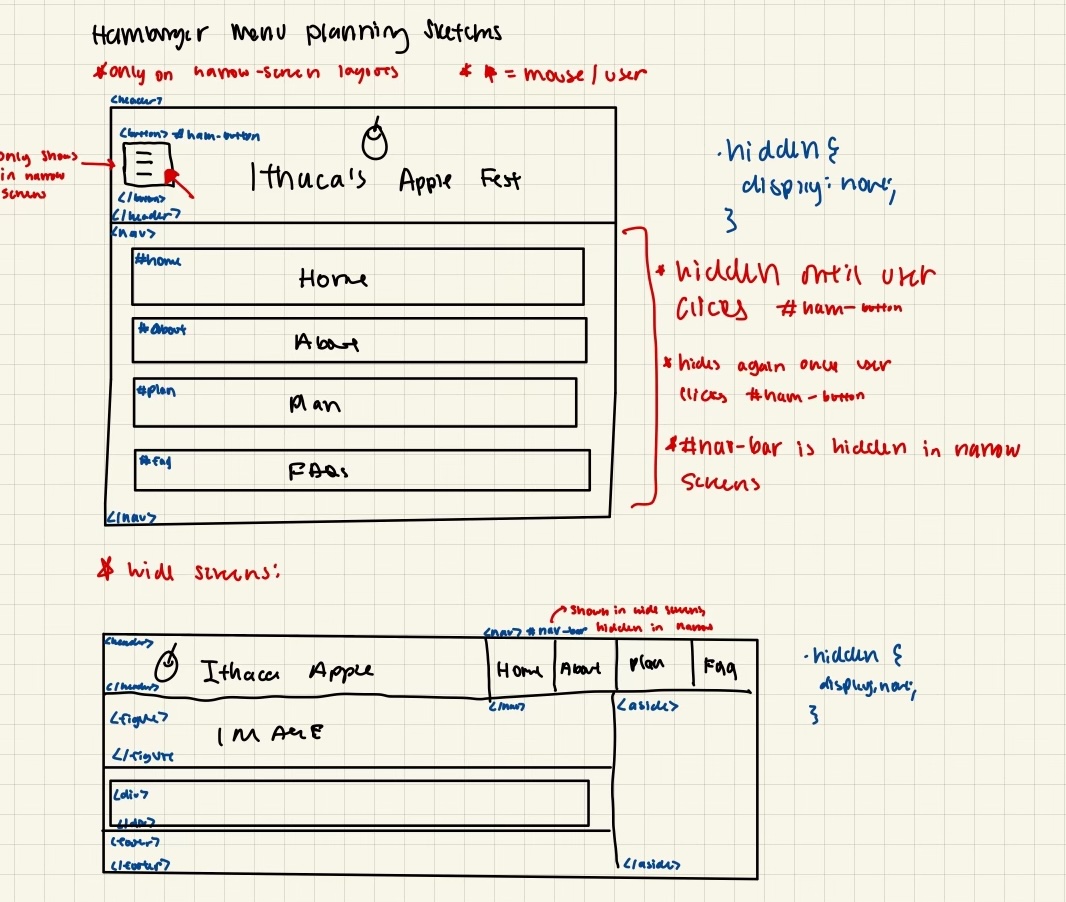 Hamburger menu planning sketches
*only on narrow-screen layouts * = mouse/user
<header>
<button> #ham-button
only shows
in narrow
screens
Ithaca's Apple Fest
</button>
</header>
.hidden {
display: none;
}
<nav>
#home
Home
#about
About
#plan
Plan
#faq
FAQs
</nav>
* hidden until user
clicks #ham-button
* hides again once user
clicks #ham-button
*#nav-bar is hidden in narrow
screens
* wide screens:
shown in wide screens,
<nav> #nav-bar hidden in narrow
<header>
Ithaca Apple
Home About Plan Faq
</header>
</nav>
<aside>
.hidden {
display: none;
}
<figure>
IMAGE
</figure
<div>
</div>
<footer>
</footer>
</aside>